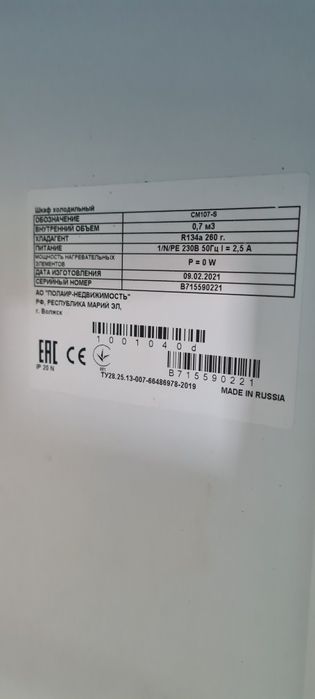 Шкаф холодильный
ОБОЗНАЧЕНИЕ CM107-S
ВНУТРЕННИЙ ОБЪЕМ 0,7 м3
ХЛАДАГЕНТ R134a 260 г.
ПИТАНИЕ 1/N/PE 230В 50Гц I = 2,5 А
МОЩНОСТЬ НАГРЕВАТЕЛЬНЫХ ЭЛЕМЕНТОВ P = 0 W
ДАТА ИЗГОТОВЛЕНИЯ 09.02.2021
СЕРИЙНЫЙ НОМЕР B715590221
АО "ПОЛАИР-НЕДВИЖИМОСТЬ"
РФ, РЕСПУБЛИКА МАРИЙ ЭЛ,
г. Волжск
1001040d
EAC CE
IP 20 N
B715590221
ТУ28.25.13-007-66486978-2019
MADE IN RUSSIA